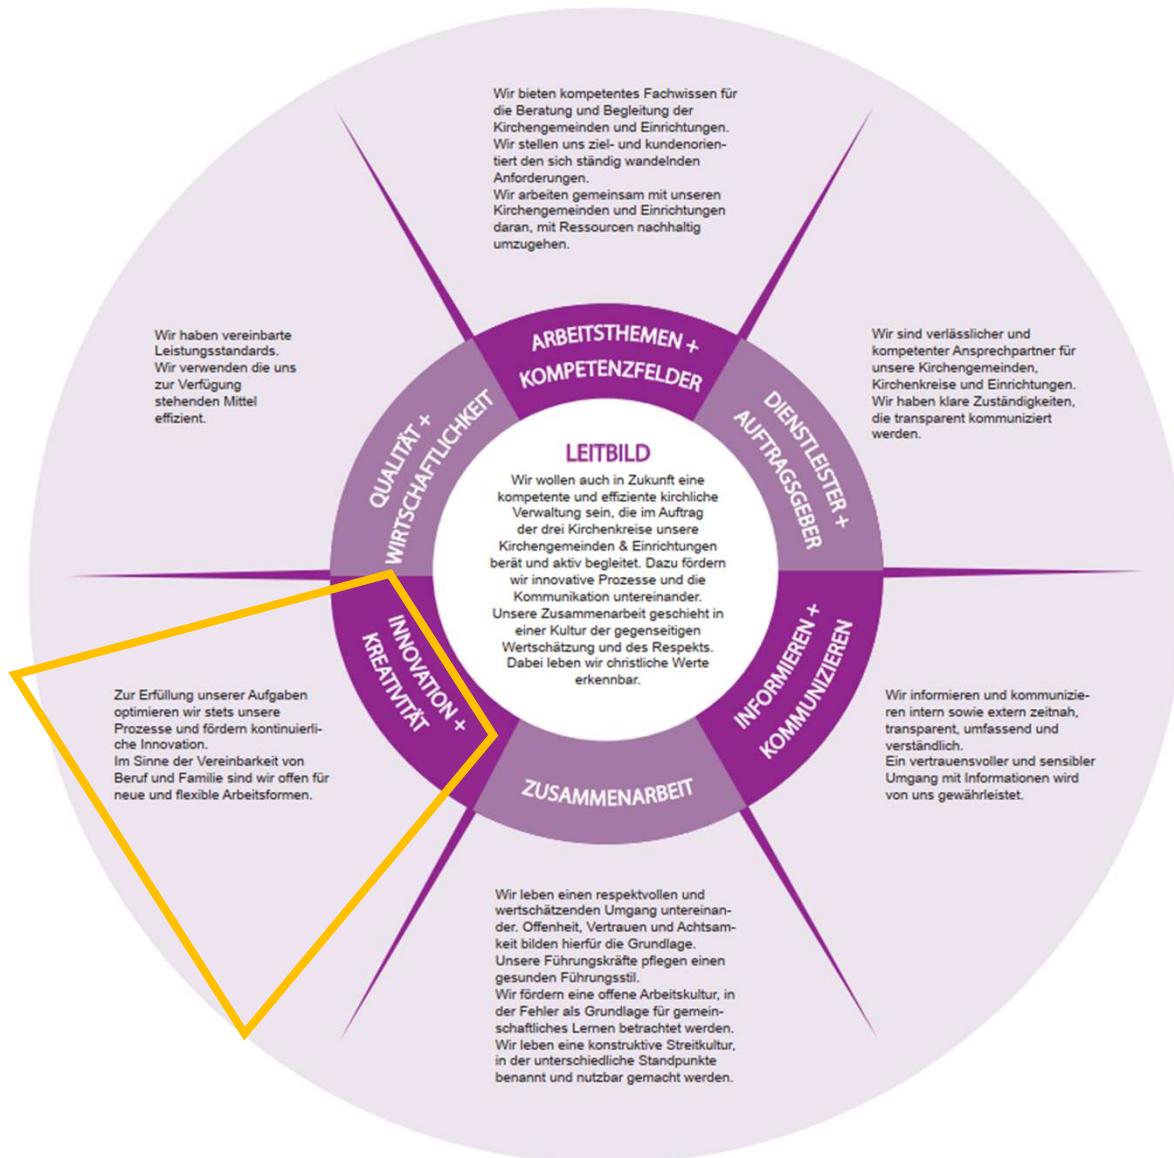 Wir bieten kompetentes Fachwissen für
die Beratung und Begleitung der
Kirchengemeinden und Einrichtungen.
Wir stellen uns ziel- und kundenorien-
tiert den sich ständig wandelnden
Anforderungen.
Wir arbeiten gemeinsam mit unseren
Kirchengemeinden und Einrichtungen
daran, mit Ressourcen nachhaltig
umzugehen.
ARBEITSTHEMEN +
KOMPETENZFELDER
Wir sind verlässlicher und
kompetenter Ansprechpartner für
unsere Kirchengemeinden,
Kirchenkreise und Einrichtungen.
Wir haben klare Zuständigkeiten,
die transparent kommuniziert
werden.
DIENSTLEISTER +
AUFTRAGSGEBER
Wir informieren und kommunizie-
ren intern sowie extern zeitnah,
transparent, umfassend und
verständlich.
Ein vertrauensvoller und sensibler
Umgang mit Informationen wird
von uns gewährleistet.
INFORMIEREN +
KOMMUNIZIEREN
ZUSAMMENARBEIT
Wir leben einen respektvollen und
wertschätzenden Umgang untereinan-
der. Offenheit, Vertrauen und Achtsam-
keit bilden hierfür die Grundlage.
Unsere Führungskräfte pflegen einen
gesunden Führungsstil.
Wir fördern eine offene Arbeitskultur, in
der Fehler als Grundlage für gemein-
schaftliches Lernen betrachtet werden.
Wir leben eine konstruktive Streitkultur,
in der unterschiedliche Standpunkte
benannt und nutzbar gemacht werden.
INNOVATION +
KREATIVITÄT
Zur Erfüllung unserer Aufgaben
optimieren wir stets unsere
Prozesse und fördern kontinuierli-
che Innovation.
Im Sinne der Vereinbarkeit von
Beruf und Familie sind wir offen für
neue und flexible Arbeitsformen.
QUALITÄT +
WIRTSCHAFTLICHKEIT
Wir haben vereinbarte
Leistungsstandards.
Wir verwenden die uns
zur Verfügung
stehenden Mittel
effizient.
LEITBILD
Wir wollen auch in Zukunft eine
kompetente und effiziente kirchliche
Verwaltung sein, die im Auftrag
der drei Kirchenkreise unsere
Kirchengemeinden & Einrichtungen
berät und aktiv begleitet. Dazu fördern
wir innovative Prozesse und die
Kommunikation untereinander.
Unsere Zusammenarbeit geschieht in
einer Kultur der gegenseitigen
Wertschätzung und des Respekts.
Dabei leben wir christliche Werte
erkennbar.